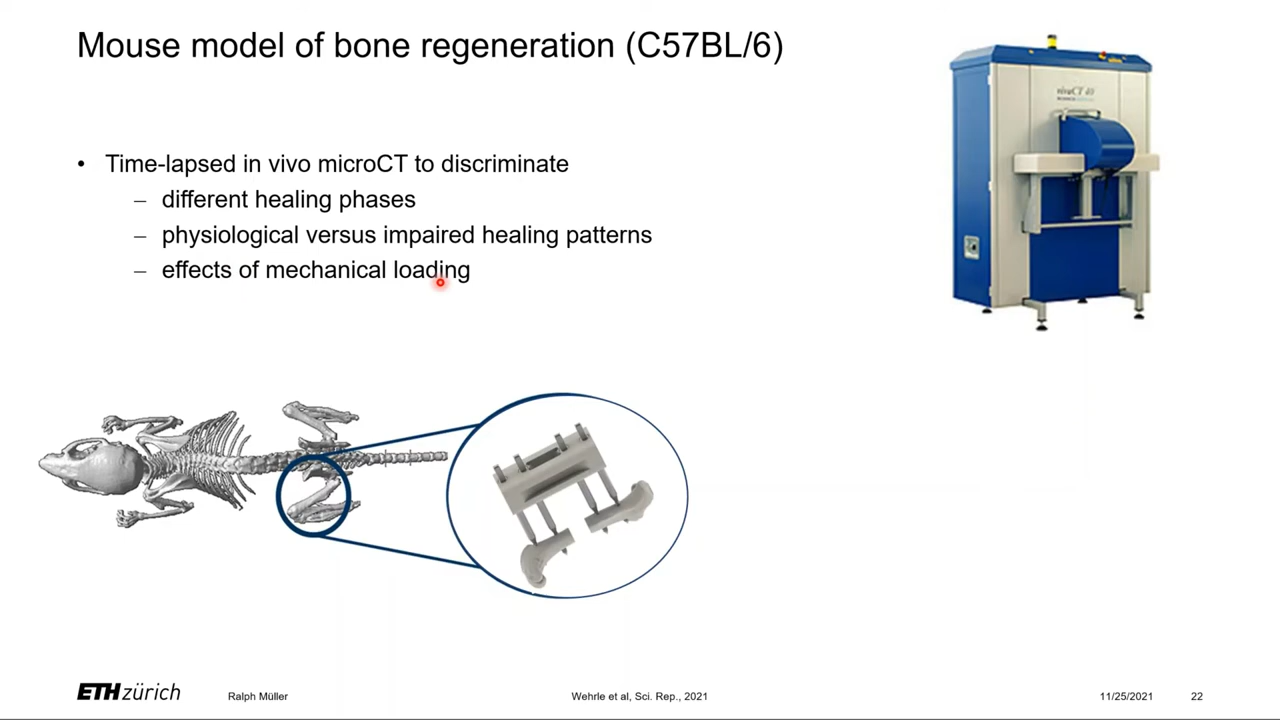 Mouse model of bone regeneration (C57BL/6)
• Time-lapsed in vivo microCT to discriminate
– different healing phases
– physiological versus impaired healing patterns
– effects of mechanical loading
vivaCT 40
ETH zürich
Ralph Müller
Wehrle et al, Sci. Rep., 2021
11/25/2021
22